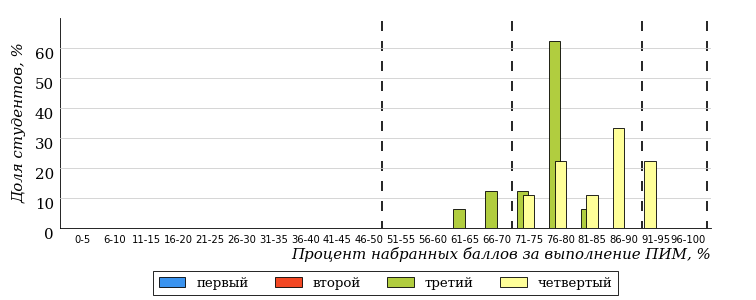 Доля студентов, %
60
50
40
30
20
10
0
0-5 6-10 11-15 16-20 21-25 26-30 31-35 36-40 41-45 46-50 51-55 56-60 61-65 66-70 71-75 76-80 81-85 86-90 91-95 96-100
Процент набранных баллов за выполнение ПИМ, %
первый второй третий четвертый